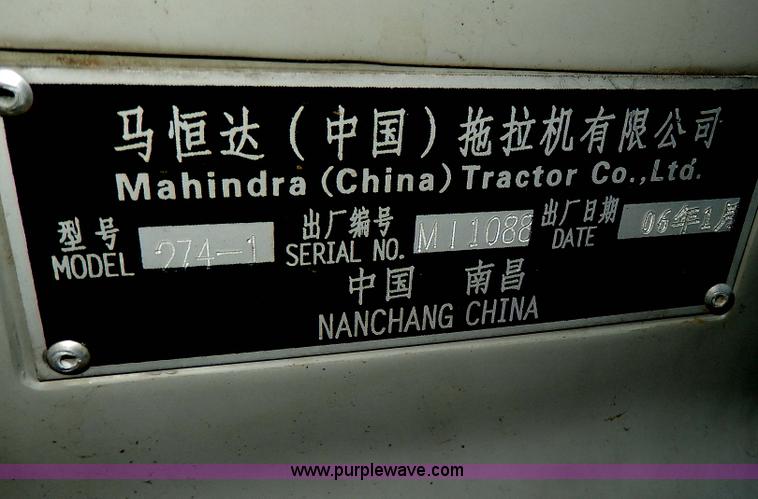 马恒达（中国）拖拉机有限公司
Mahindra (China) Tractor Co.,Ltd.
型号 274-1 出厂编号 MI1088 出厂日期 06年1月
MODEL SERIAL NO. DATE
中国 南昌
NANCHANG CHINA
www.purplewave.com